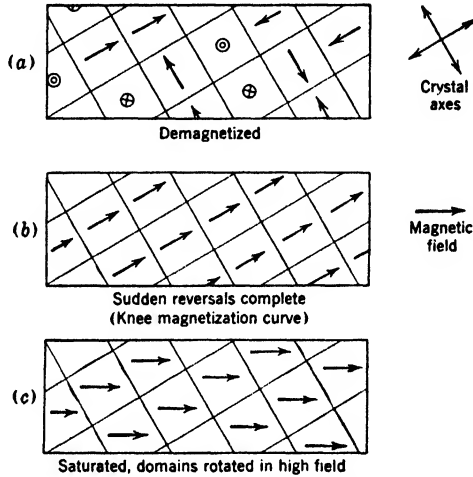 (a)
Demagnetized
Crystal
axes
(b)
Sudden reversals complete
(Knee magnetization curve)
Magnetic
field
(c)
Saturated, domains rotated in high field